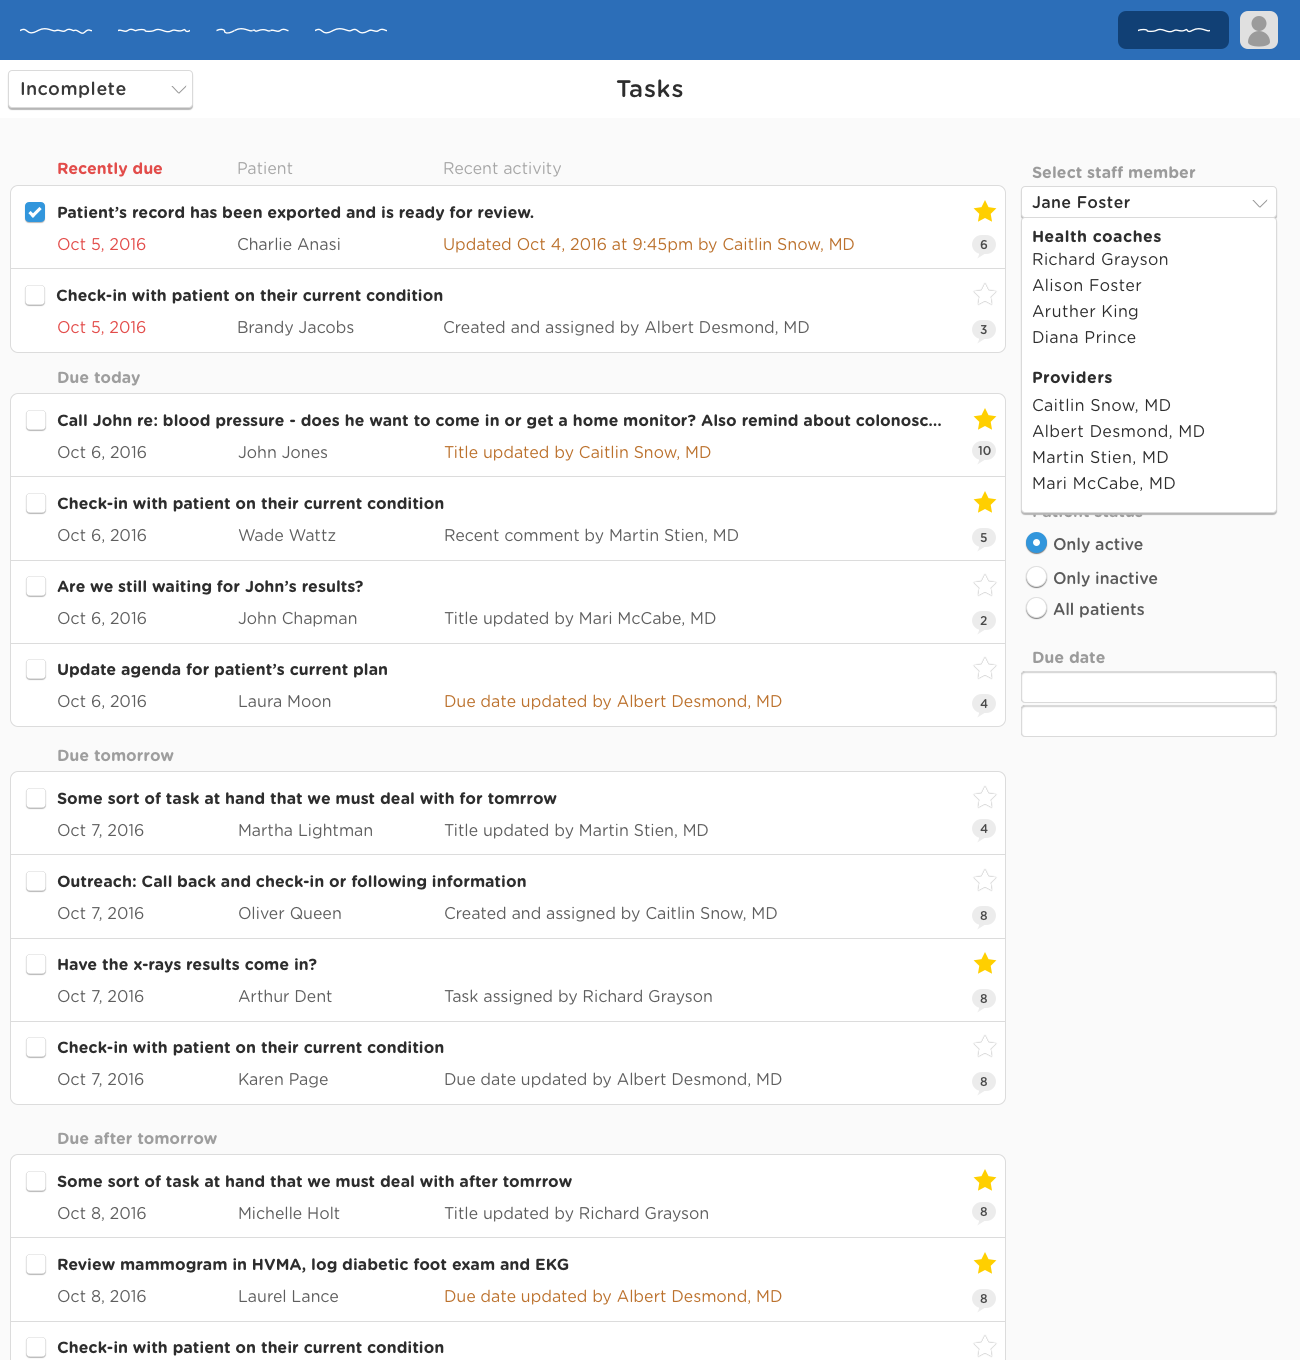 Incomplete
Tasks
Recently due Patient Recent activity
Patient’s record has been exported and is ready for review.
Oct 5, 2016 Charlie Anasi Updated Oct 4, 2016 at 9:45pm by Caitlin Snow, MD 6
Check-in with patient on their current condition
Oct 5, 2016 Brandy Jacobs Created and assigned by Albert Desmond, MD 3
Due today
Call John re: blood pressure - does he want to come in or get a home monitor? Also remind about colonosc...
Oct 6, 2016 John Jones Title updated by Caitlin Snow, MD 10
Check-in with patient on their current condition
Oct 6, 2016 Wade Wattz Recent comment by Martin Stien, MD 5
Are we still waiting for John’s results?
Oct 6, 2016 John Chapman Title updated by Mari McCabe, MD 2
Update agenda for patient’s current plan
Oct 6, 2016 Laura Moon Due date updated by Albert Desmond, MD 4
Due tomorrow
Some sort of task at hand that we must deal with for tomrrow
Oct 7, 2016 Martha Lightman Title updated by Martin Stien, MD 4
Outreach: Call back and check-in or following information
Oct 7, 2016 Oliver Queen Created and assigned by Caitlin Snow, MD 8
Have the x-rays results come in?
Oct 7, 2016 Arthur Dent Task assigned by Richard Grayson 8
Check-in with patient on their current condition
Oct 7, 2016 Karen Page Due date updated by Albert Desmond, MD 8
Due after tomorrow
Some sort of task at hand that we must deal with after tomrrow
Oct 8, 2016 Michelle Holt Title updated by Richard Grayson 8
Review mammogram in HVMA, log diabetic foot exam and EKG
Oct 8, 2016 Laurel Lance Due date updated by Albert Desmond, MD 8
Check-in with patient on their current condition
Select staff member
Jane Foster
Health coaches
Richard Grayson
Alison Foster
Aruther King
Diana Prince
Providers
Caitlin Snow, MD
Albert Desmond, MD
Martin Stien, MD
Mari McCabe, MD
Patient status
Only active
Only inactive
All patients
Due date